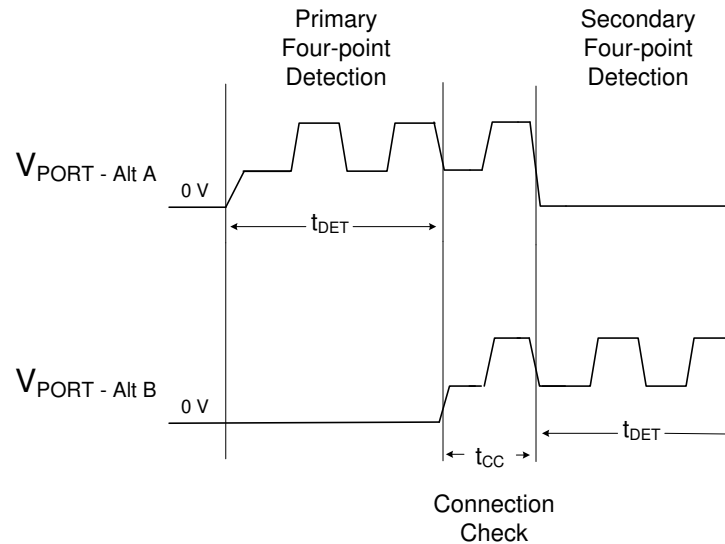 Primary
Four-point
Detection
Secondary
Four-point
Detection
VPORT - Alt A
0 V
tDET
VPORT - Alt B
0 V
tDET
tCC
Connection
Check